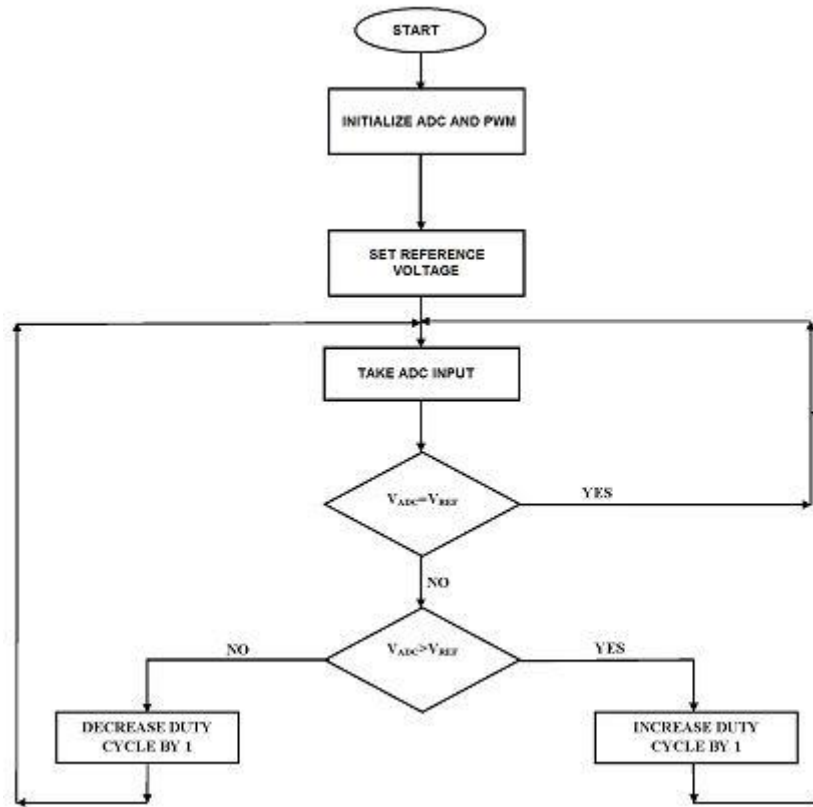 START
INITIALIZE ADC AND PWM
SET REFERENCE
VOLTAGE
TAKE ADC INPUT
VADC=VREF
YES
NO
VADC>VREF
NO
YES
DECREASE DUTY
CYCLE BY 1
INCREASE DUTY
CYCLE BY 1